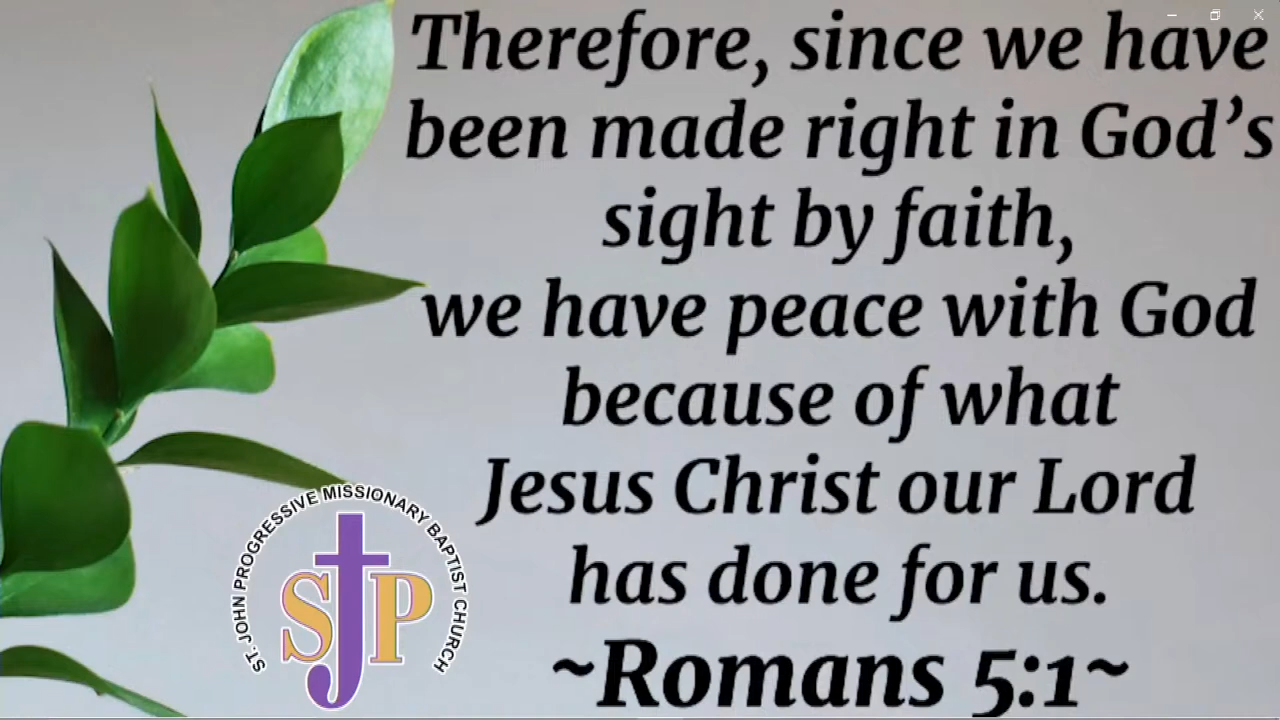 Therefore, since we have
been made right in God’s
sight by faith,
we have peace with God
because of what
Jesus Christ our Lord
has done for us.
~Romans 5:1~
ST. JOHN PROGRESSIVE MISSIONARY BAPTIST CHURCH
SJP